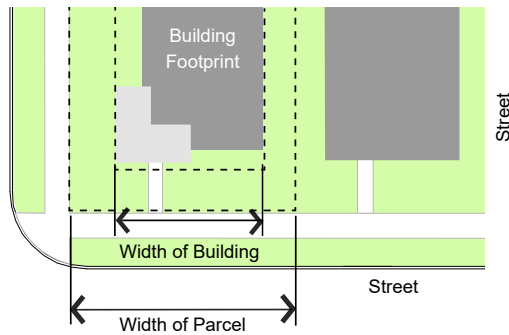 Building
Footprint
Street
Width of Building
Street
Width of Parcel